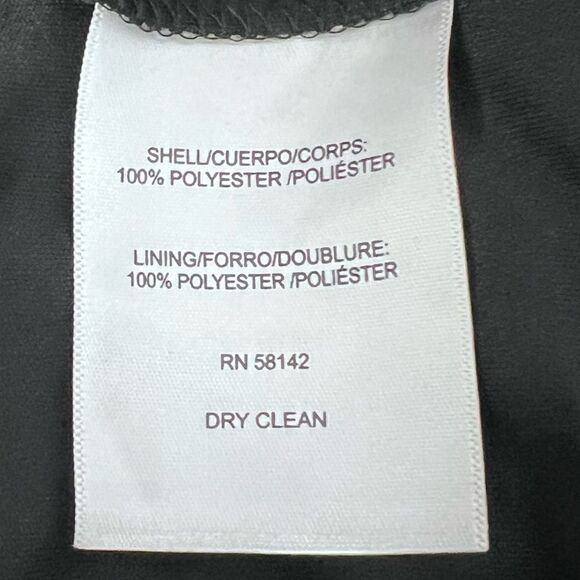 SHELL/CUERPO/CORPS:
100% POLYESTER /POLIÉSTER
LINING/FORRO/DOUBLURE:
100% POLYESTER /POLIÉSTER
RN 58142
DRY CLEAN